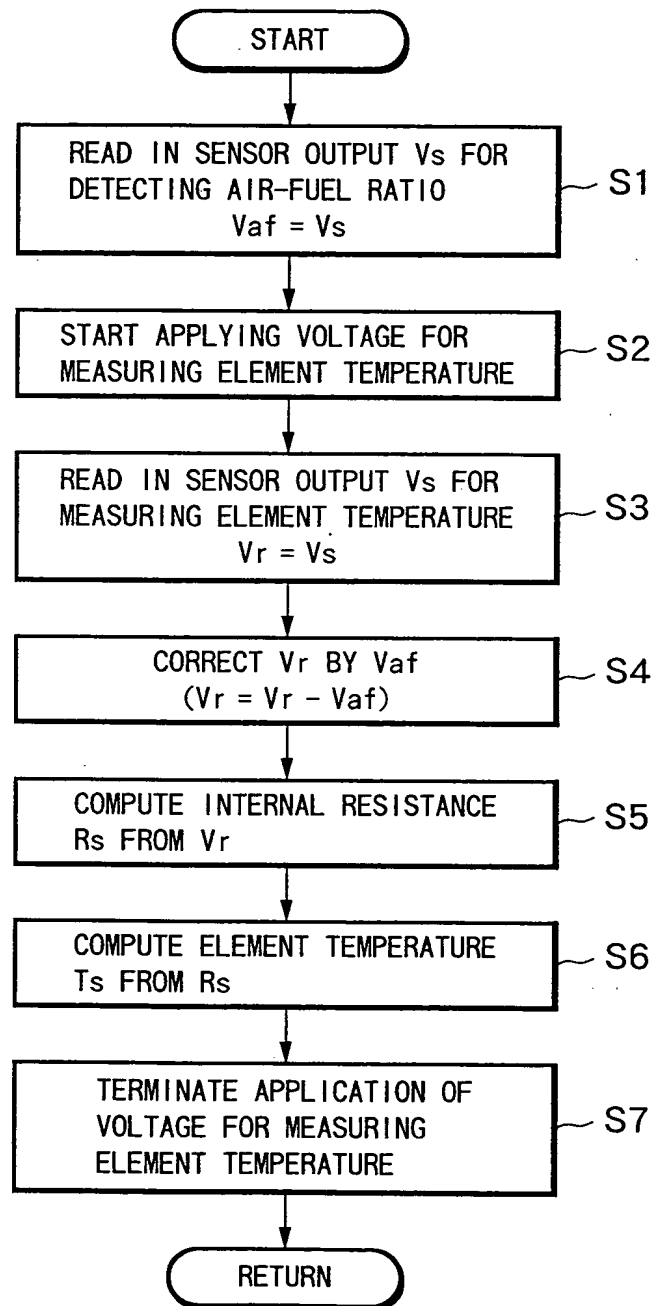 START
READ IN SENSOR OUTPUT Vs FOR
DETECTING AIR-FUEL RATIO
Vaf = Vs
S1
START APPLYING VOLTAGE FOR
MEASURING ELEMENT TEMPERATURE
S2
READ IN SENSOR OUTPUT Vs FOR
MEASURING ELEMENT TEMPERATURE
Vr = Vs
S3
CORRECT Vr BY Vaf
(Vr = Vr - Vaf)
S4
COMPUTE INTERNAL RESISTANCE
Rs FROM Vr
S5
COMPUTE ELEMENT TEMPERATURE
Ts FROM Rs
S6
TERMINATE APPLICATION OF
VOLTAGE FOR MEASURING
ELEMENT TEMPERATURE
S7
RETURN